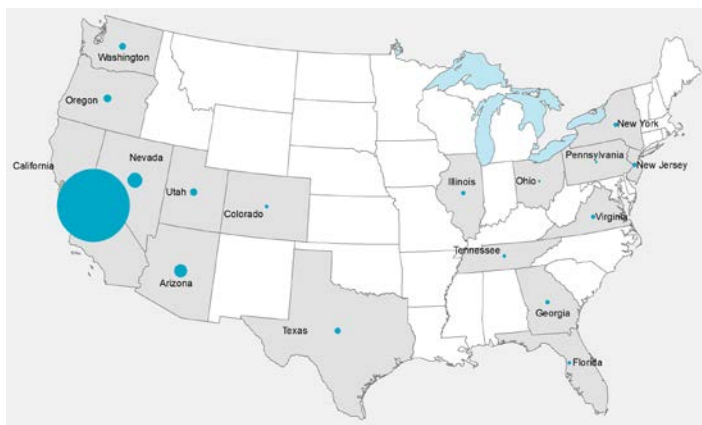 Washington
Oregon
New York
Pennsylvania
California
Nevada
New Jersey
Illinois
Ohio
Utah
Colorado
Virginia
Tennessee
Arizona
Georgia
Texas
Florida